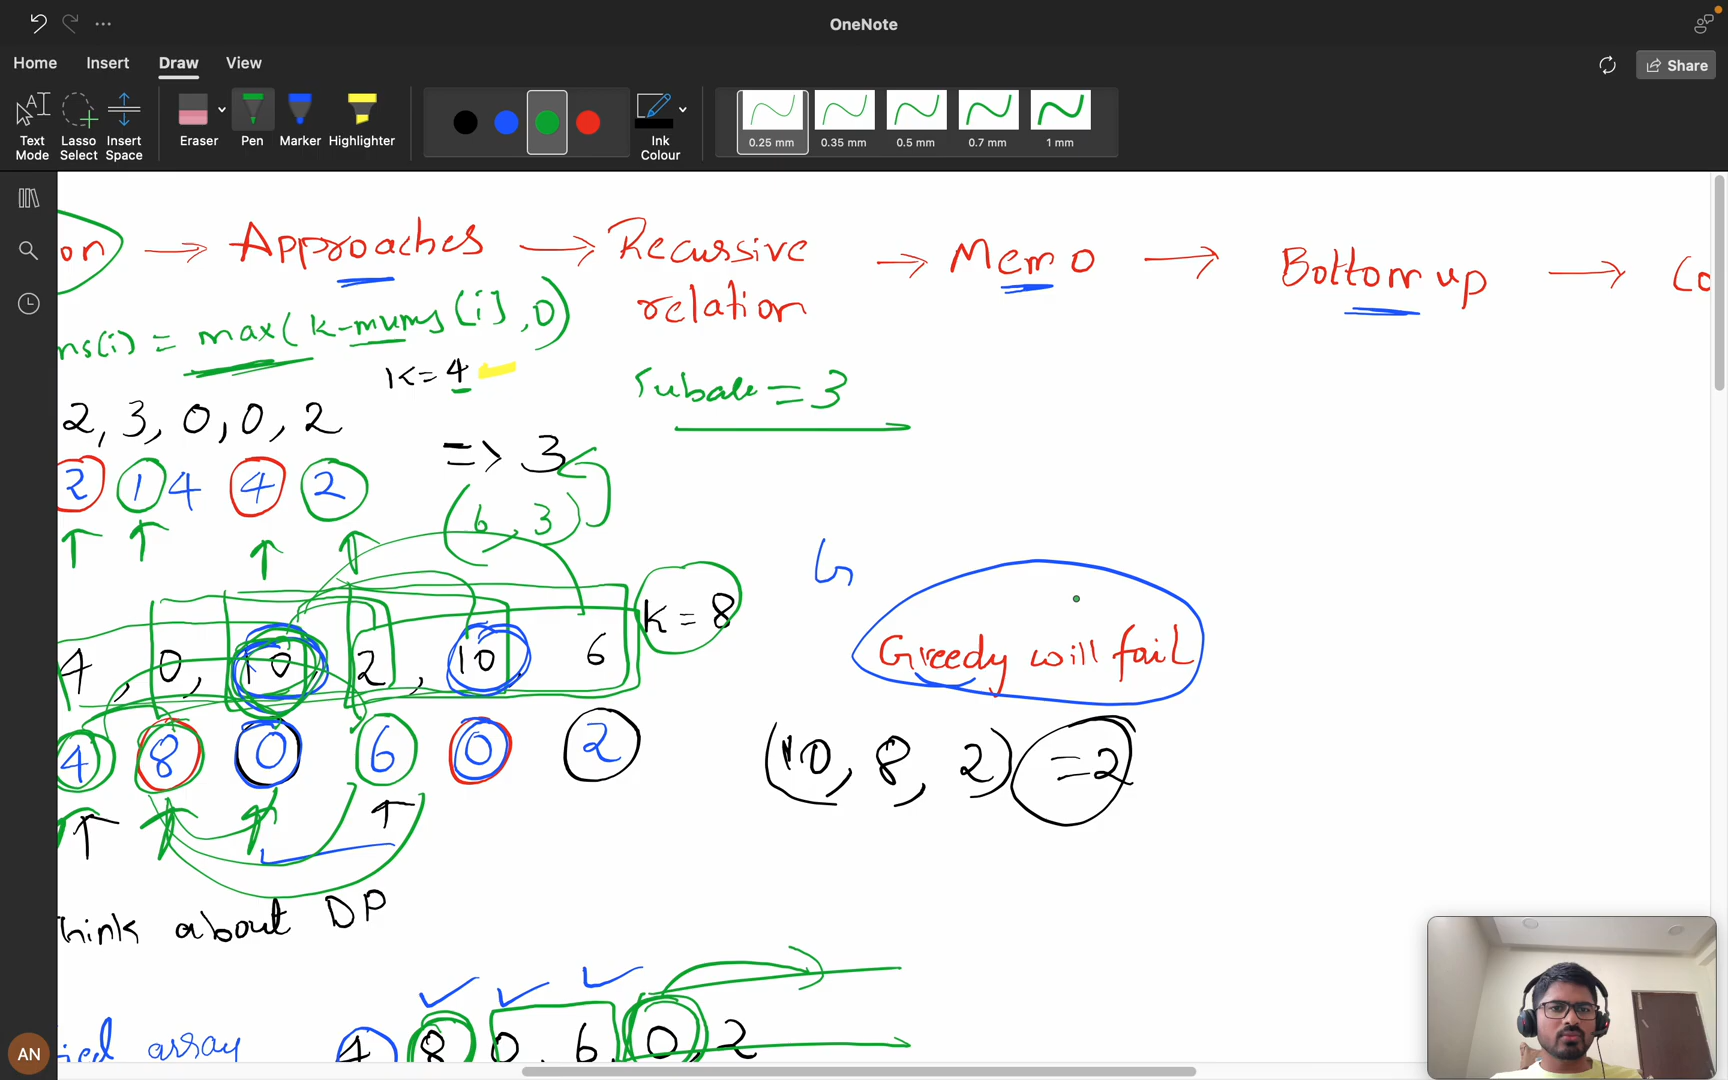 OneNote
Home Insert Draw View
Share
Text Mode
Lasso Select
Insert Space
Eraser
Pen
Marker
Highlighter
Ink Colour
0.25 mm
0.35 mm
0.5 mm
0.7 mm
1 mm
on → Approaches → Recussive relation → Memo → Bottom up → Co
ns(i) = max(k-nums(i),0)
K=4
Subale = 3
2, 3, 0, 0, 2
=> 3
2 1 4 4 2
(6, 3)
k = 8
Greedy will fail
4, 0, 10, 2, 10 6
4 8 0 6 0 2
(10, 8, 2) =2
think about DP
ied array
4 8 0, 6, 0, 2
AN